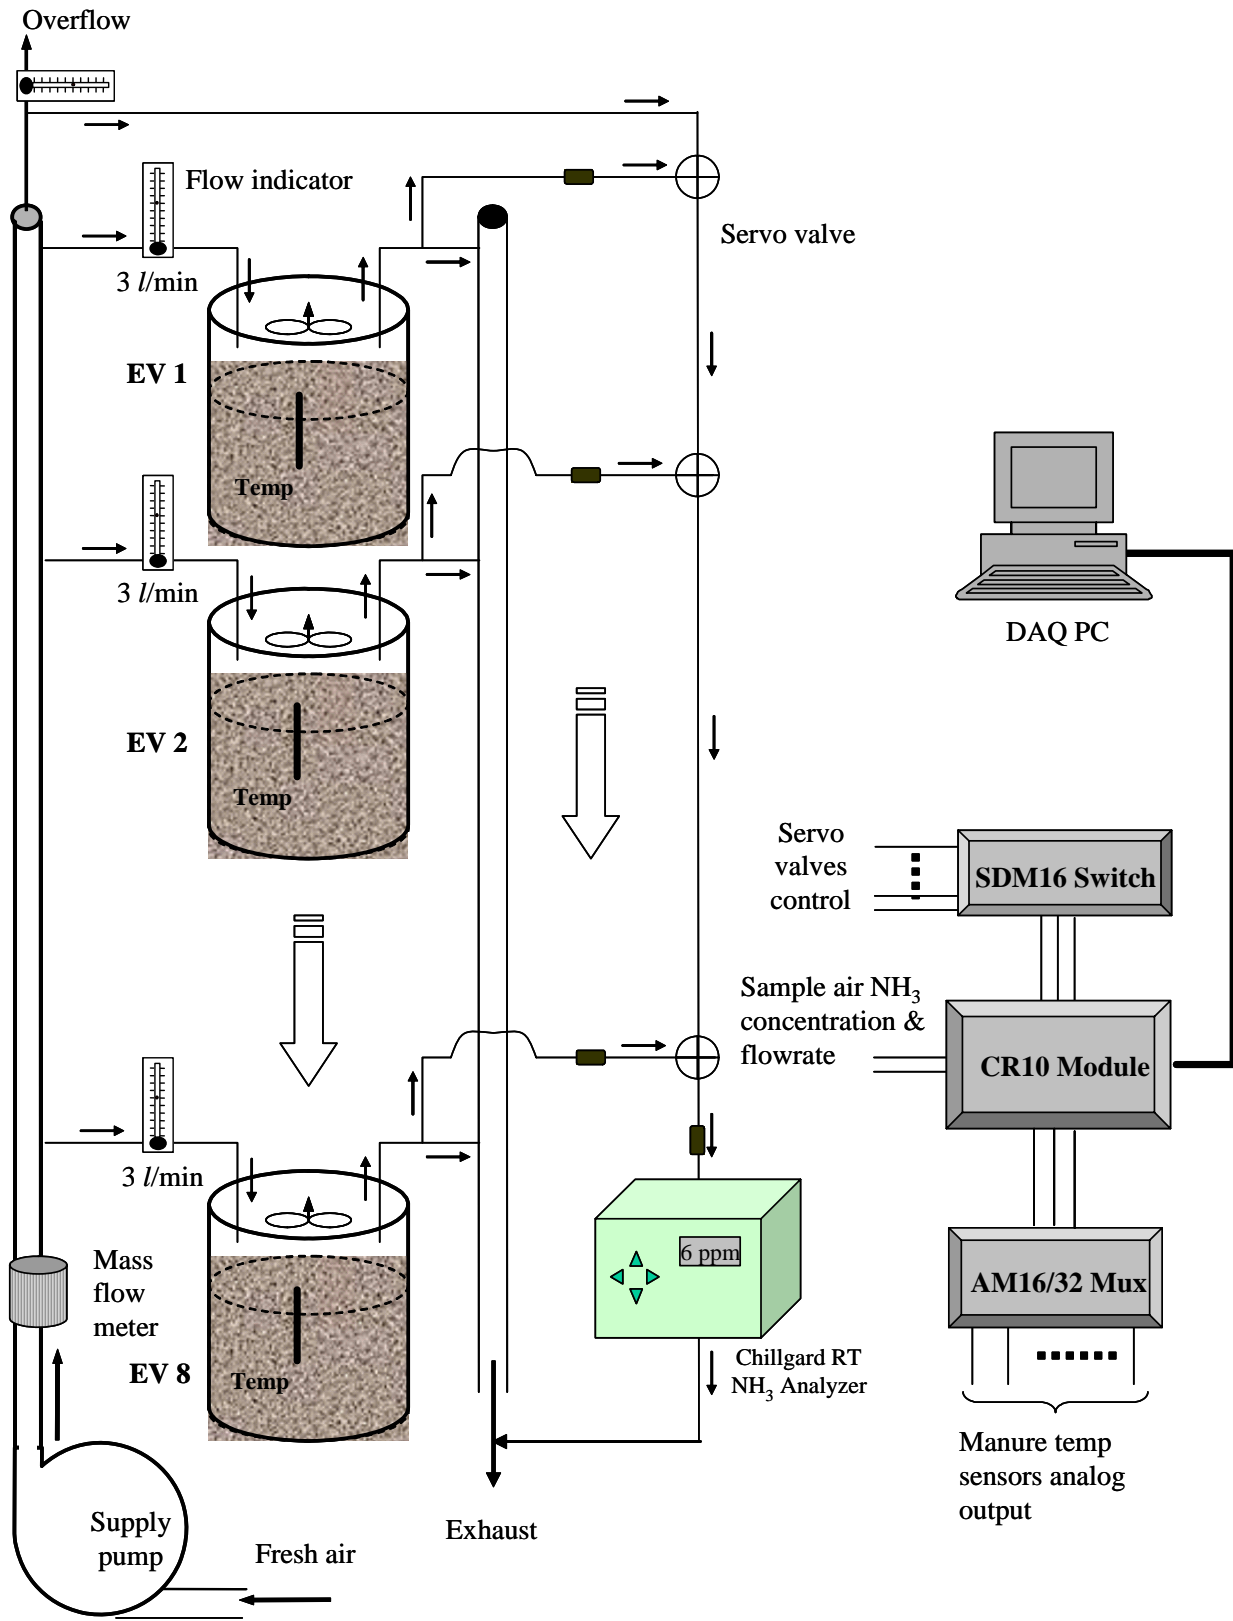 Overflow
Flow indicator
3 l/min
Servo valve
EV 1
Temp
3 l/min
DAQ PC
EV 2
Temp
Servo
valves
control
SDM16 Switch
Sample air NH3
concentration &
flowrate
CR10 Module
3 l/min
Mass
flow
meter
6 ppm
AM16/32 Mux
EV 8
Temp
Chillgard RT
NH3 Analyzer
Manure temp
sensors analog
output
Supply
pump
Exhaust
Fresh air